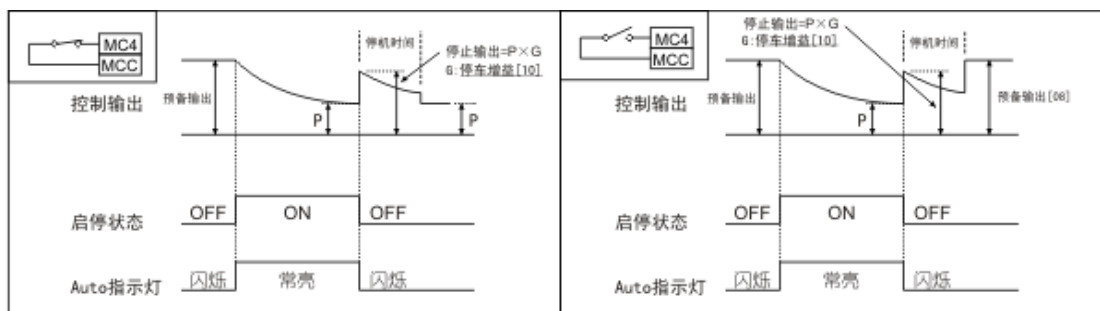 MC4
MCC
停机时间
停止输出=P×G
G:停车增益[10]
控制输出
预备输出
P
P
启停状态
OFF
ON
OFF
Auto指示灯
闪烁
常亮
闪烁
MC4
MCC
停止输出=P×G
G:停车增益[10]
停机时间
控制输出
预备输出
P
预备输出[08]
启停状态
OFF
ON
OFF
Auto指示灯
闪烁
常亮
闪烁